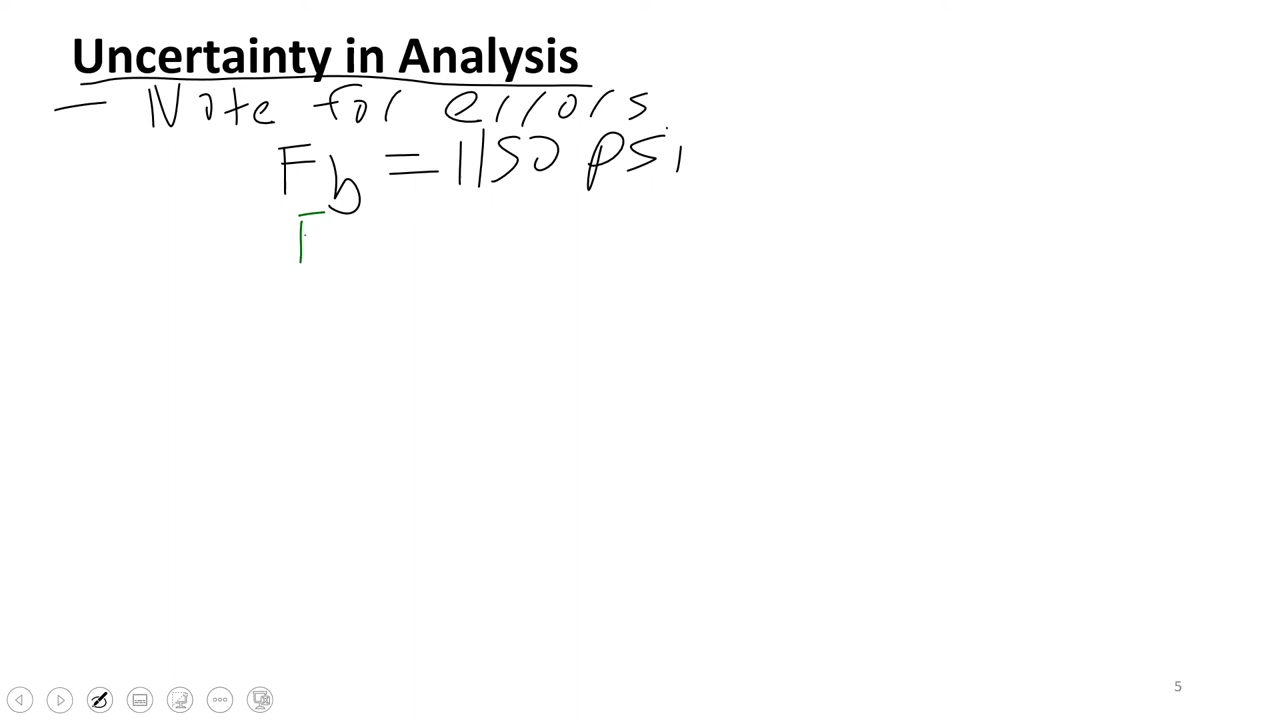 Uncertainty in Analysis
— Note for errors
Fb = 1150 psi
5